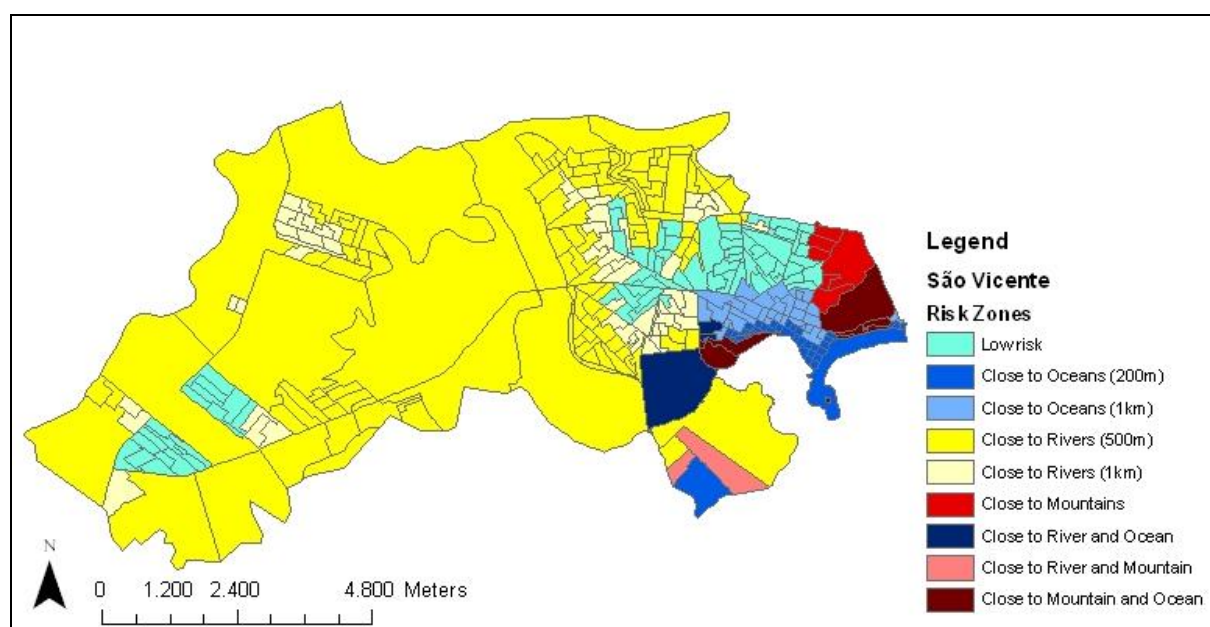 Legend
São Vicente
Risk Zones
Low risk
Close to Oceans (200m)
Close to Oceans (1km)
Close to Rivers (500m)
Close to Rivers (1km)
Close to Mountains
Close to River and Ocean
Close to River and Mountain
Close to Mountain and Ocean
N
0 1.200 2.400 4.800 Meters